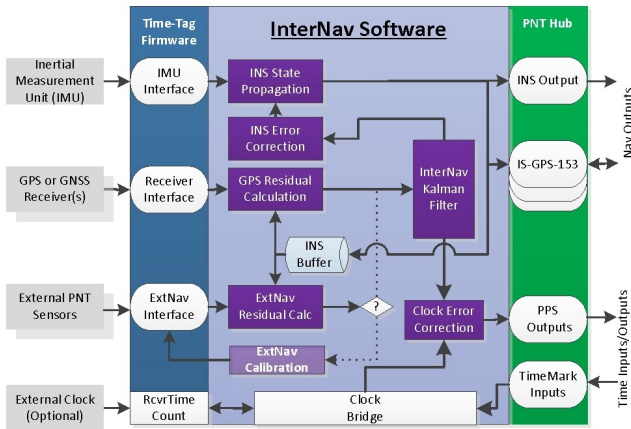 Time-Tag
Firmware
InterNav Software
PNT Hub
Inertial
Measurement
Unit (IMU)
IMU
Interface
INS State
Propagation
INS Output
INS Error
Correction
GPS or GNSS
Receiver(s)
Receiver
Interface
GPS Residual
Calculation
InterNav
Kalman
Filter
IS-GPS-153
Nav Outputs
INS
Buffer
External PNT
Sensors
ExtNav
Interface
ExtNav
Residual Calc
?
Clock Error
Correction
PPS
Outputs
ExtNav
Calibration
TimeMark
Inputs
Time Inputs/Outputs
External Clock
(Optional)
RcvrTime
Count
Clock
Bridge